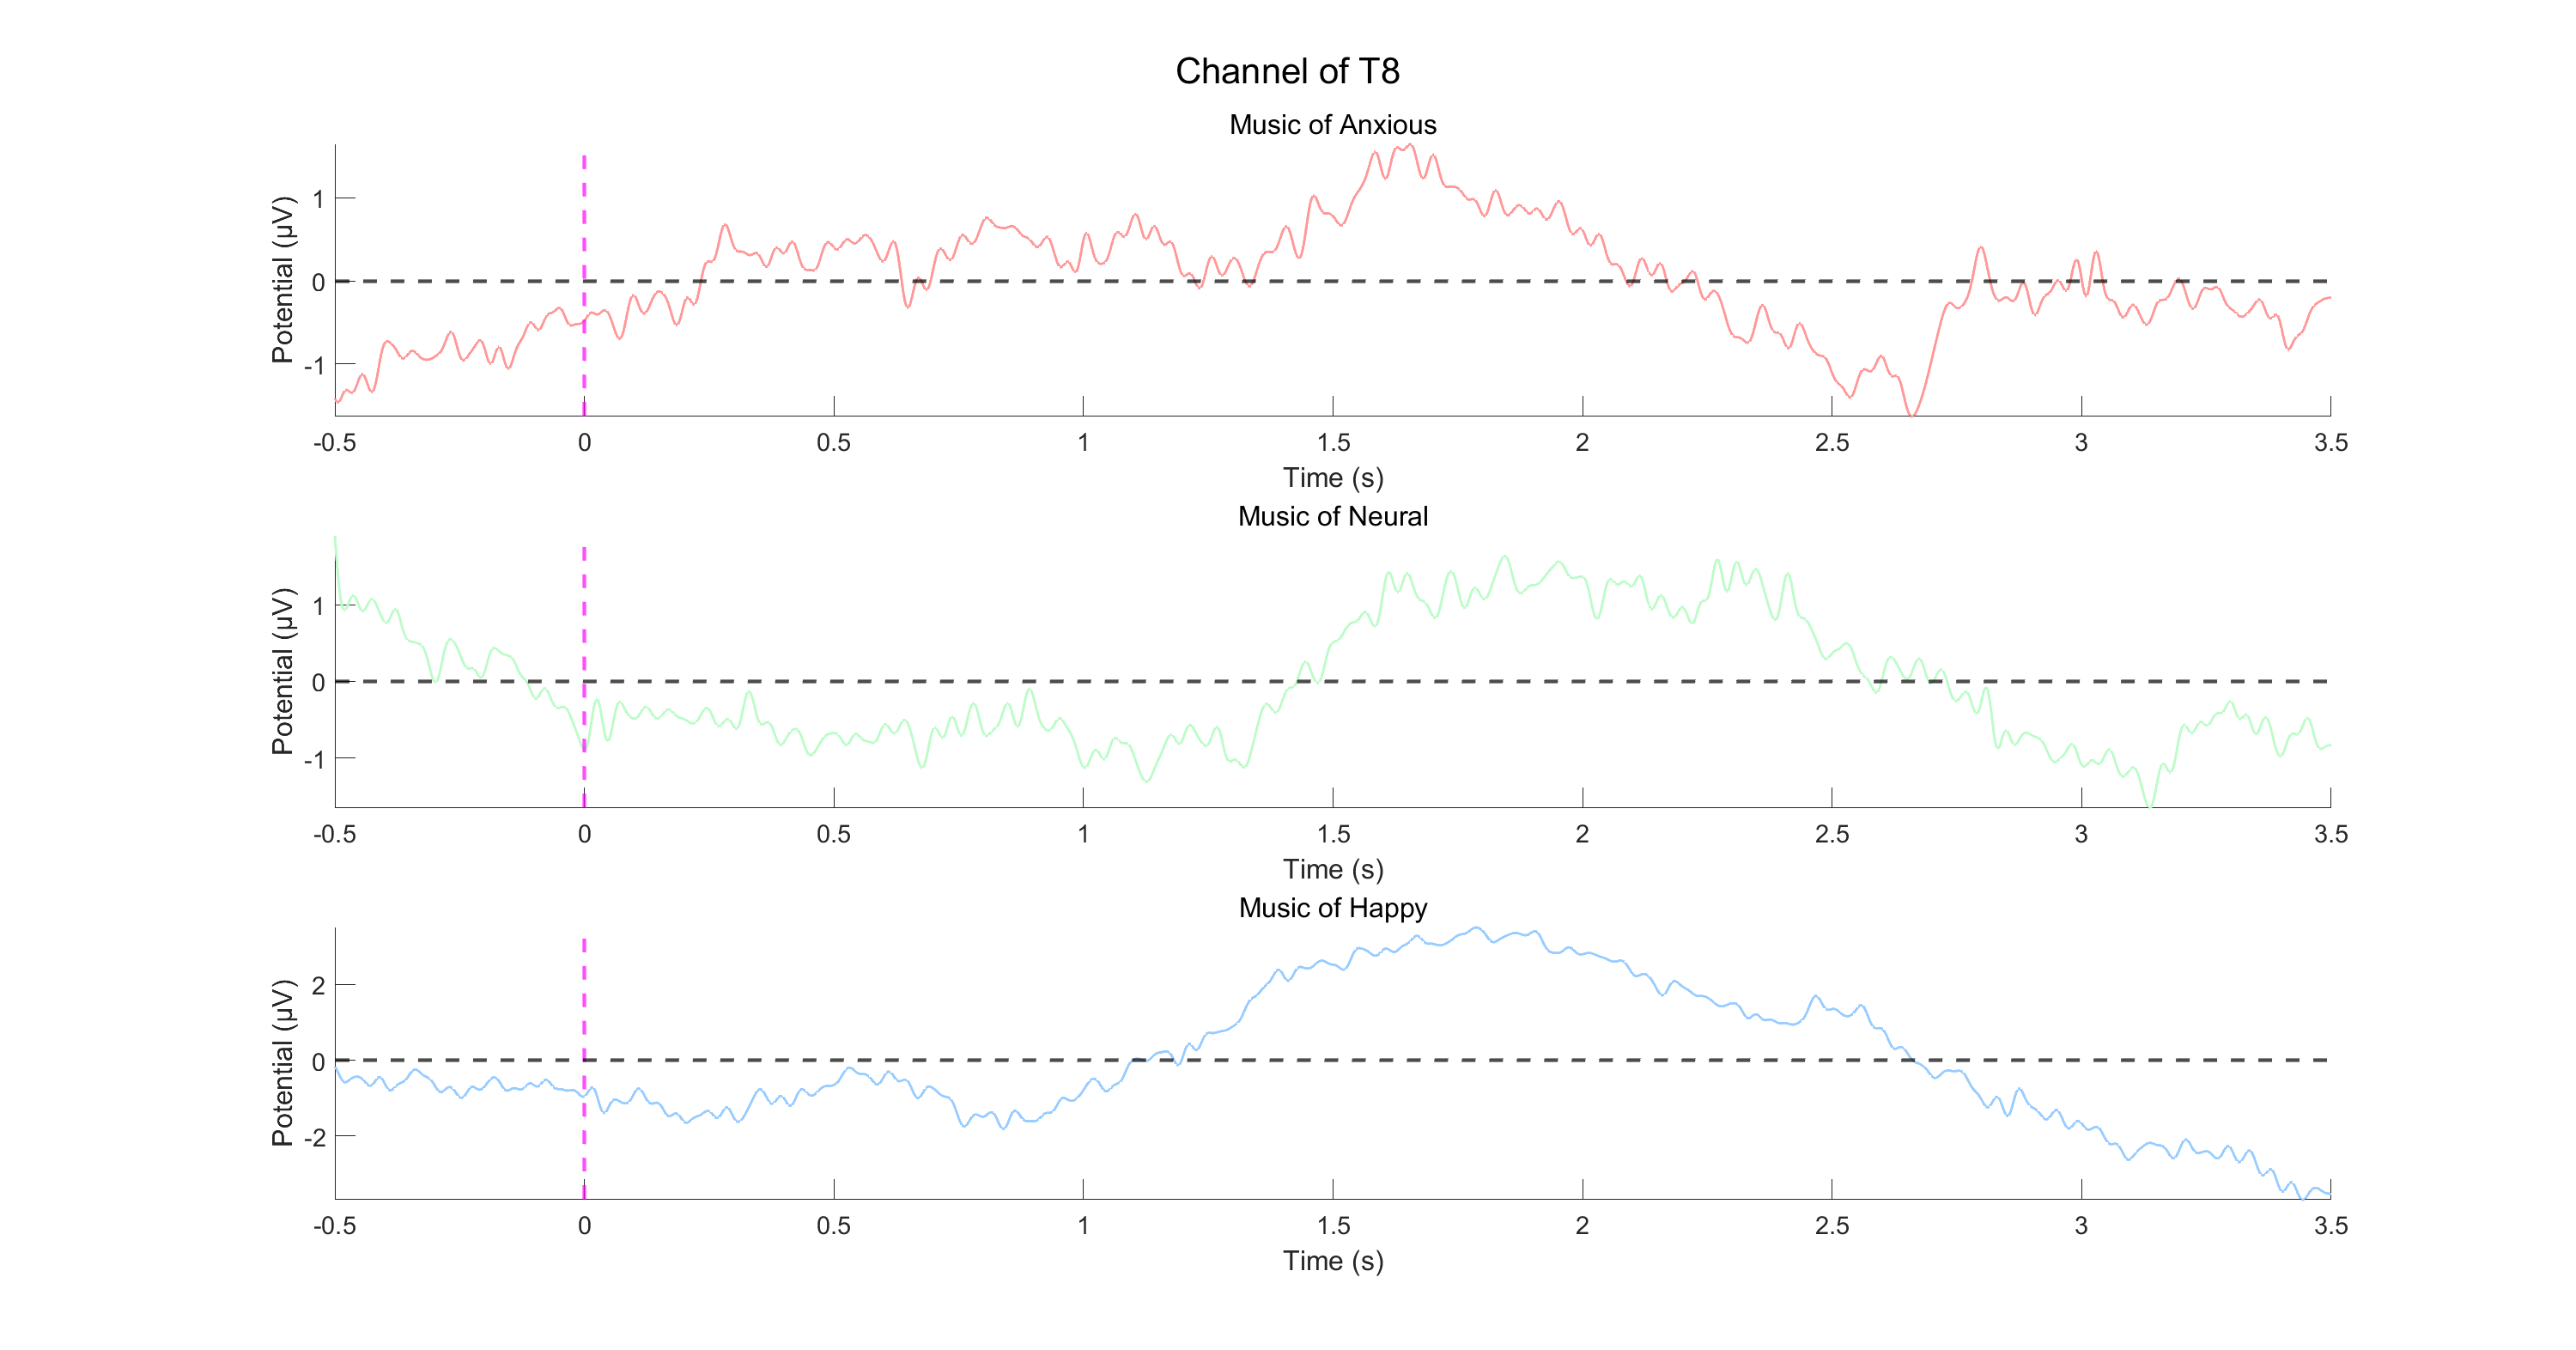 Channel of T8
Music of Anxious
Potential (µV)
1
0
-1
-0.5 0 0.5 1 1.5 2 2.5 3 3.5
Time (s)
Music of Neural
Potential (µV)
1
0
-1
-0.5 0 0.5 1 1.5 2 2.5 3 3.5
Time (s)
Music of Happy
Potential (µV)
2
0
-2
-0.5 0 0.5 1 1.5 2 2.5 3 3.5
Time (s)